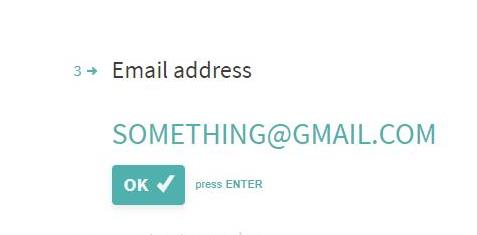 3 → Email address
SOMETHING@GMAIL.COM
OK ✓ press ENTER